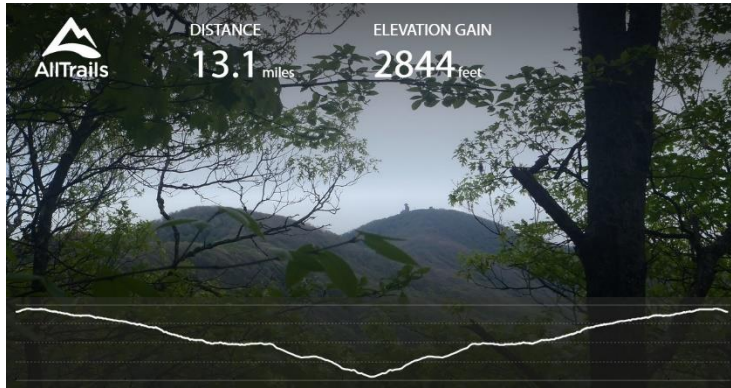 DISTANCE
ELEVATION GAIN
13.1 miles
2844 feet
AllTrails